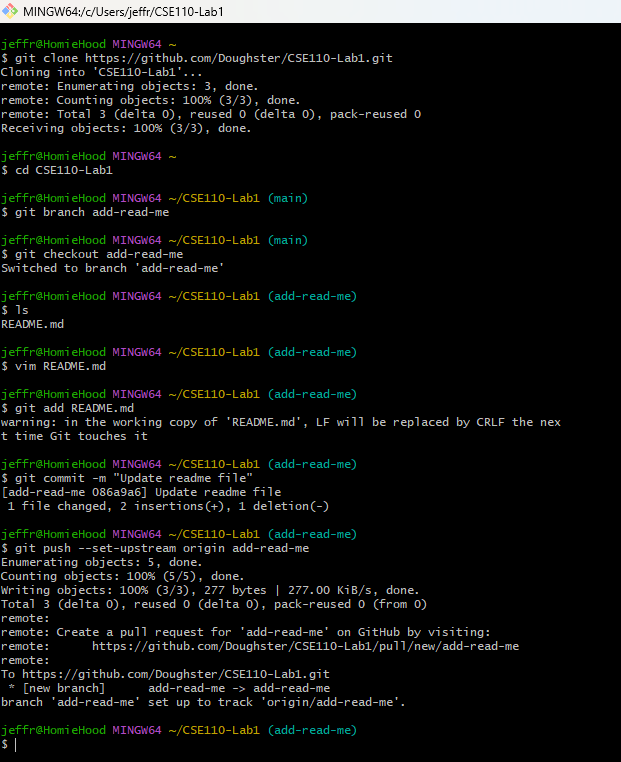 MINGW64:/c/Users/jeffr/CSE110-Lab1
jeffr@HomieHood MINGW64 ~
$ git clone https://github.com/Doughster/CSE110-Lab1.git
Cloning into 'CSE110-Lab1'...
remote: Enumerating objects: 3, done.
remote: Counting objects: 100% (3/3), done.
remote: Total 3 (delta 0), reused 0 (delta 0), pack-reused 0
Receiving objects: 100% (3/3), done.
jeffr@HomieHood MINGW64 ~
$ cd CSE110-Lab1
jeffr@HomieHood MINGW64 ~/CSE110-Lab1 (main)
$ git branch add-read-me
jeffr@HomieHood MINGW64 ~/CSE110-Lab1 (main)
$ git checkout add-read-me
Switched to branch 'add-read-me'
jeffr@HomieHood MINGW64 ~/CSE110-Lab1 (add-read-me)
$ ls
README.md
jeffr@HomieHood MINGW64 ~/CSE110-Lab1 (add-read-me)
$ vim README.md
jeffr@HomieHood MINGW64 ~/CSE110-Lab1 (add-read-me)
$ git add README.md
warning: in the working copy of 'README.md', LF will be replaced by CRLF the nex
t time Git touches it
jeffr@HomieHood MINGW64 ~/CSE110-Lab1 (add-read-me)
$ git commit -m "Update readme file"
[add-read-me 086a9a6] Update readme file
 1 file changed, 2 insertions(+), 1 deletion(-)
jeffr@HomieHood MINGW64 ~/CSE110-Lab1 (add-read-me)
$ git push --set-upstream origin add-read-me
Enumerating objects: 5, done.
Counting objects: 100% (5/5), done.
Writing objects: 100% (3/3), 277 bytes | 277.00 KiB/s, done.
Total 3 (delta 0), reused 0 (delta 0), pack-reused 0 (from 0)
remote:
remote: Create a pull request for 'add-read-me' on GitHub by visiting:
remote:      https://github.com/Doughster/CSE110-Lab1/pull/new/add-read-me
remote:
To https://github.com/Doughster/CSE110-Lab1.git
 * [new branch]      add-read-me -> add-read-me
branch 'add-read-me' set up to track 'origin/add-read-me'.
jeffr@HomieHood MINGW64 ~/CSE110-Lab1 (add-read-me)
$